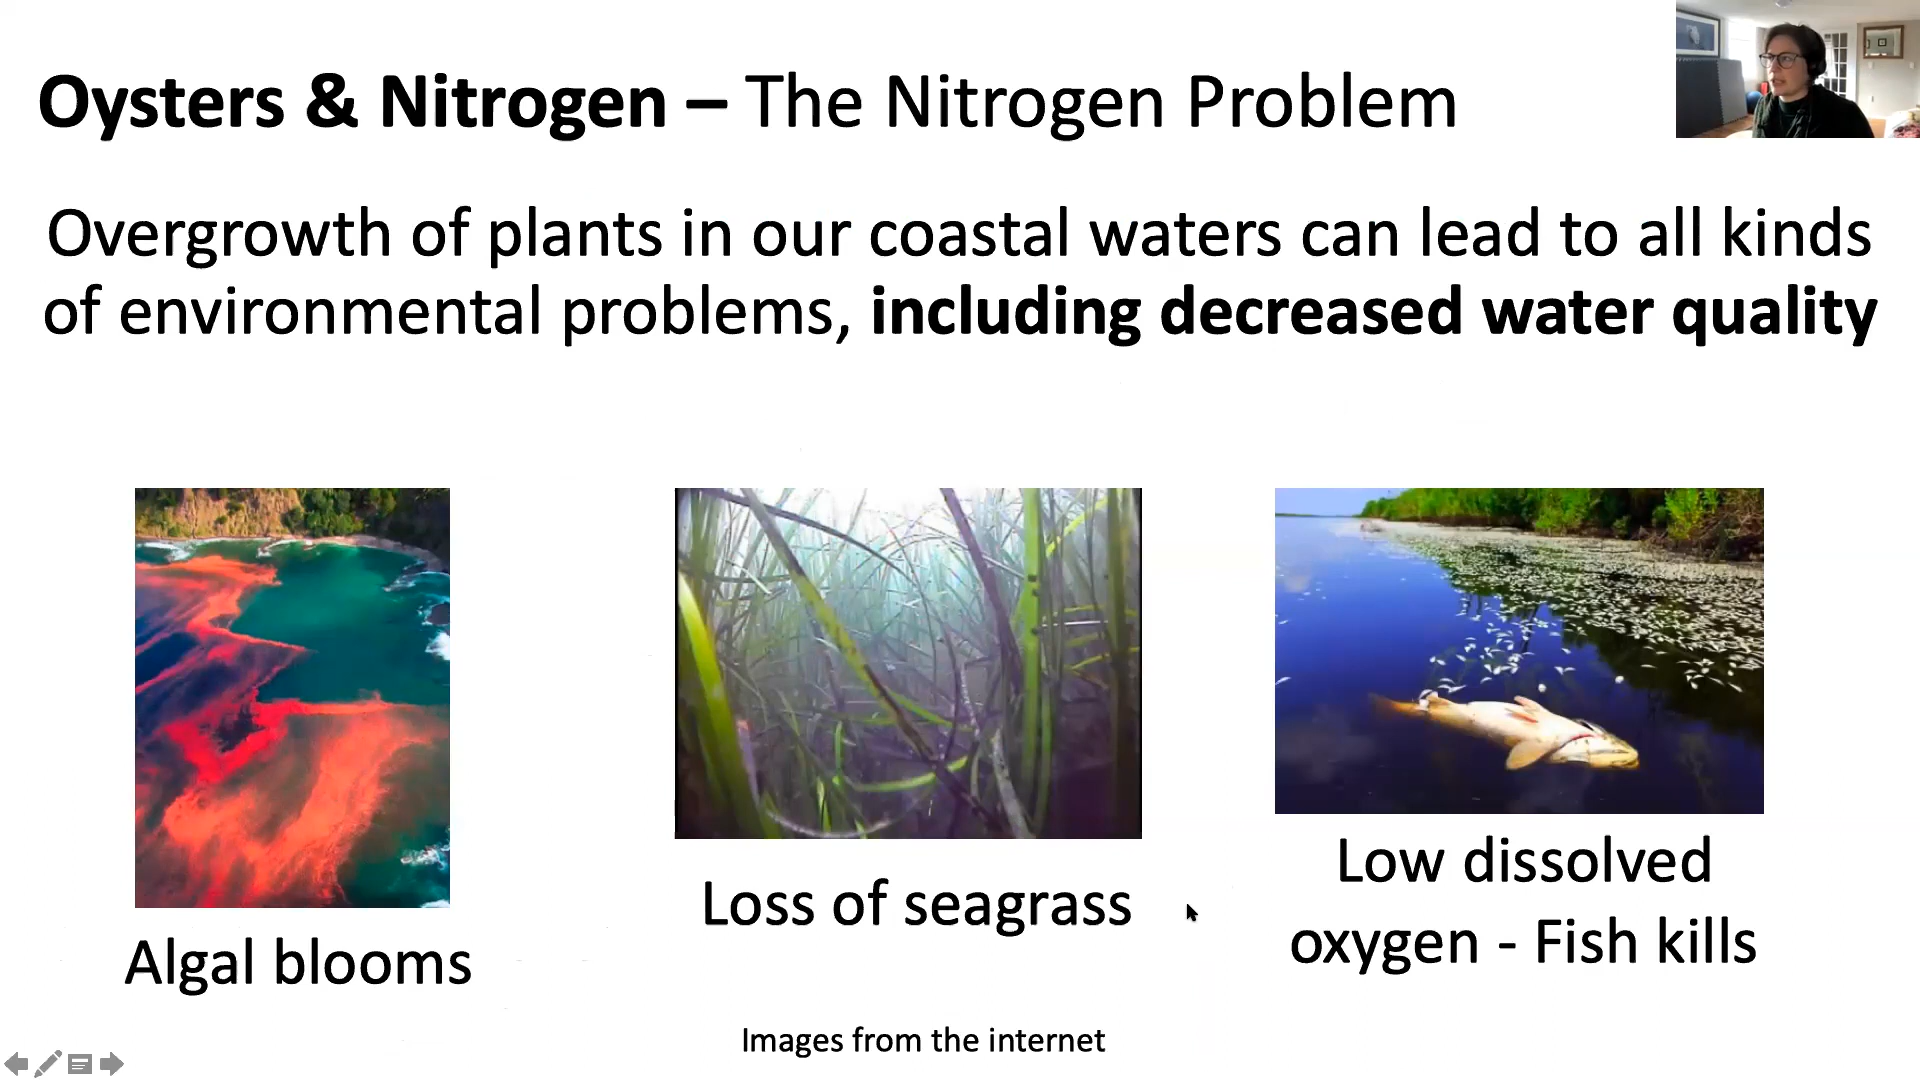 Oysters & Nitrogen – The Nitrogen Problem
Overgrowth of plants in our coastal waters can lead to all kinds
of environmental problems, including decreased water quality
Algal blooms
Loss of seagrass
Low dissolved
oxygen - Fish kills
Images from the internet